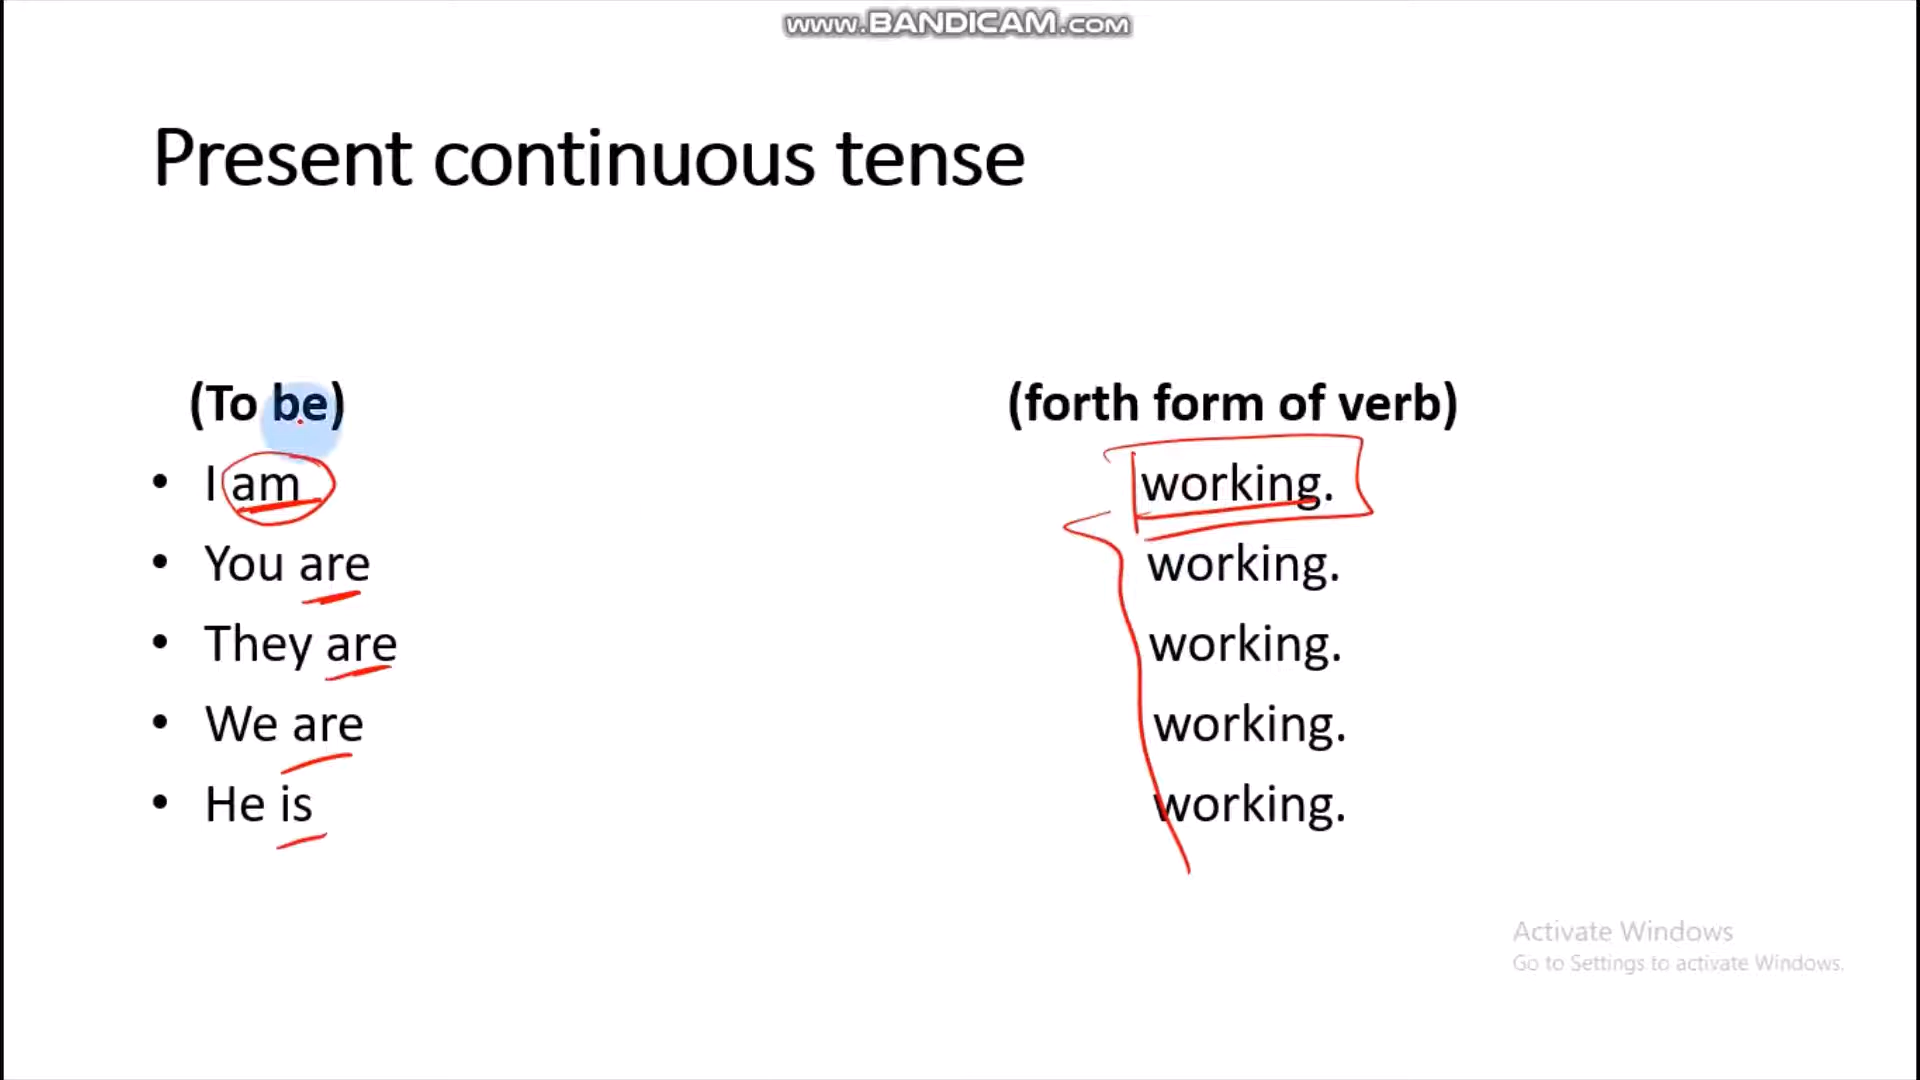 www.BANDICAM.com
Present continuous tense
(To be) (forth form of verb)
• I am working.
• You are working.
• They are working.
• We are working.
• He is working.
Activate Windows
Go to Settings to activate Windows.